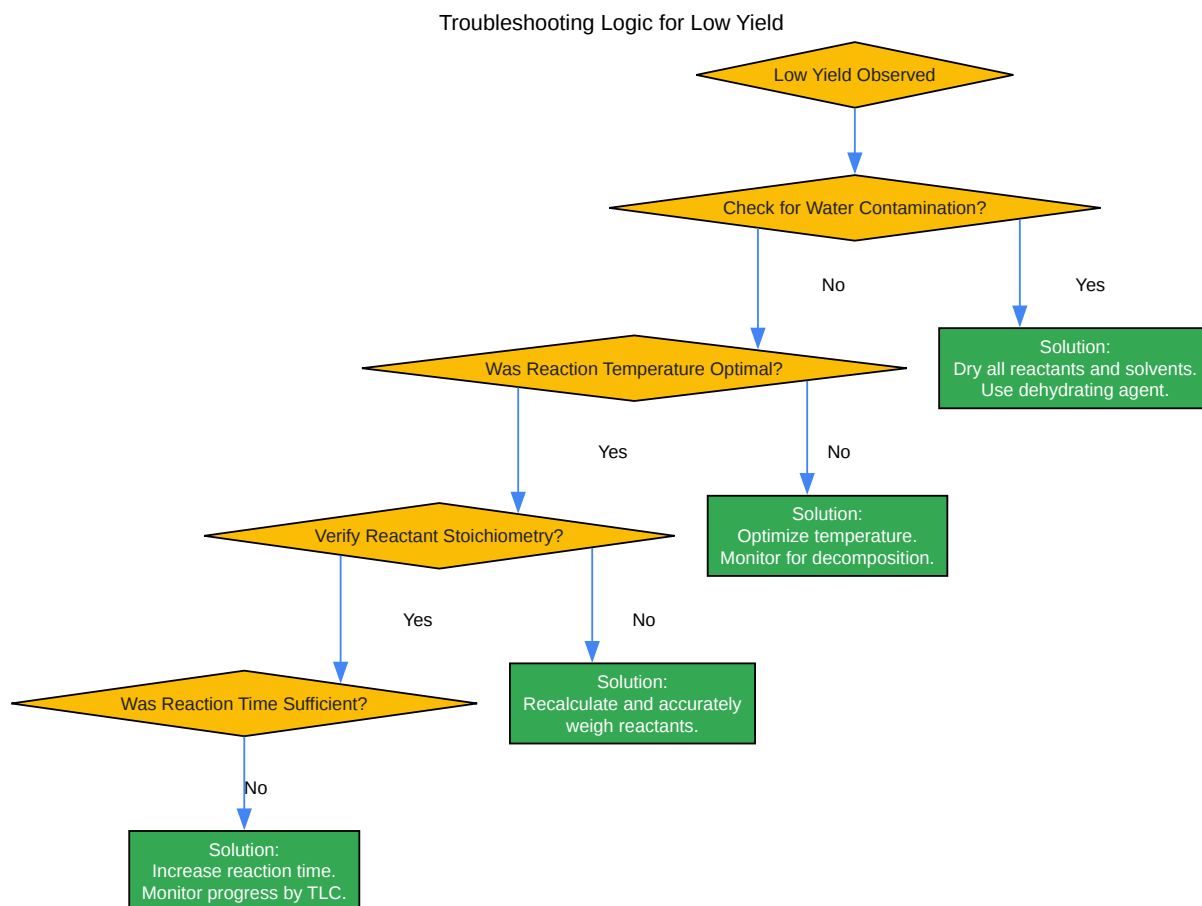 Troubleshooting Logic for Low Yield
Low Yield Observed
Check for Water Contamination?
No
Yes
Solution:
Dry all reactants and solvents.
Use dehydrating agent.
Was Reaction Temperature Optimal?
Yes
No
Solution:
Optimize temperature.
Monitor for decomposition.
Verify Reactant Stoichiometry?
Yes
No
Solution:
Recalculate and accurately
weigh reactants.
Was Reaction Time Sufficient?
No
Solution:
Increase reaction time.
Monitor progress by TLC.